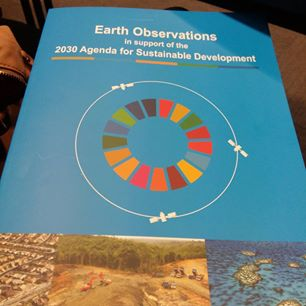 Earth Observations
in support of the
2030 Agenda for Sustainable Development